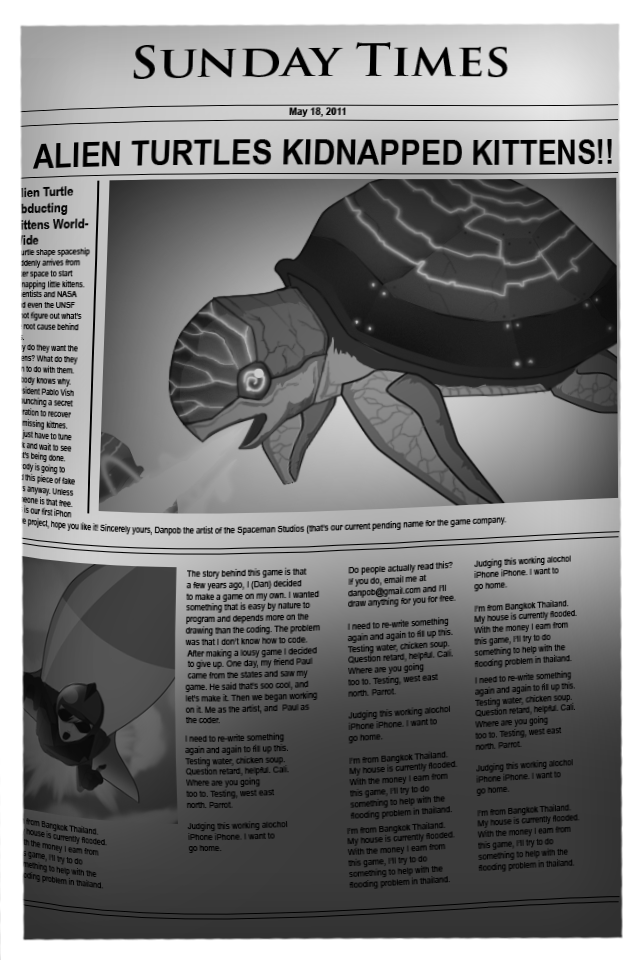 SUNDAY TIMES
May 18, 2011
ALIEN TURTLES KIDNAPPED KITTENS!!
lien Turtle
bducting
ittens World-
ide
urtle shape spaceship
ddenly arrives from
er space to start
napping little kittens.
entists and NASA
d even the UNSF
not figure out what's
root cause behind
s.
y do they want the
ens? What do they
n to do with them.
body knows why.
sident Pablo Vish
aunching a secret
ration to recover
missing kittnes.
just have to tune
k and wait to see
t's being done.
ody is going to
d this piece of fake
s anyway. Unless
eone is that free.
is our first iPhon
e project, hope you like it! Sincerely yours, Danpob the artist of the Spaceman Studios (that's our current pending name for the game company.
from Bangkok Thailand.
house is currently flooded.
h the money I earn from
s game, I'll try to do
mething to help with the
oding problem in thailand.
The story behind this game is that
a few years ago, I (Dan) decided
to make a game on my own. I wanted
something that is easy by nature to
program and depends more on the
drawing than the coding. The problem
was that I don't know how to code.
After making a lousy game I decided
to give up. One day, my friend Paul
came from the states and saw my
game. He said that's soo cool, and
let's make it. Then we began working
on it. Me as the artist, and Paul as
the coder.
I need to re-write something
again and again to fill up this.
Testing water, chicken soup.
Question retard, helpful. Cali.
Where are you going
too to. Testing, west east
north. Parrot.
Judging this working alochol
iPhone iPhone. I want to
go home.
Do people actually read this?
If you do, email me at
danpob@gmail.com and I'll
draw anything for you for free.
I need to re-write something
again and again to fill up this.
Testing water, chicken soup.
Question retard, helpful. Cali.
Where are you going
too to. Testing, west east
north. Parrot.
Judging this working alochol
iPhone iPhone. I want to
go home.
I'm from Bangkok Thailand.
My house is currently flooded.
With the money I earn from
this game, I'll try to do
something to help with the
flooding problem in thailand.
I'm from Bangkok Thailand.
My house is currently flooded.
With the money I earn from
this game, I'll try to do
something to help with the
flooding problem in thailand.
Judging this working alochol
iPhone iPhone. I want to
go home.
I'm from Bangkok Thailand.
My house is currently flooded.
With the money I earn from
this game, I'll try to do
something to help with the
flooding problem in thailand.
I need to re-write something
again and again to fill up this.
Testing water, chicken soup.
Question retard, helpful. Cali.
Where are you going
too to. Testing, west east
north. Parrot.
Judging this working alochol
iPhone iPhone. I want to
go home.
I'm from Bangkok Thailand.
My house is currently flooded.
With the money I earn from
this game, I'll try to do
something to help with the
flooding problem in thailand.